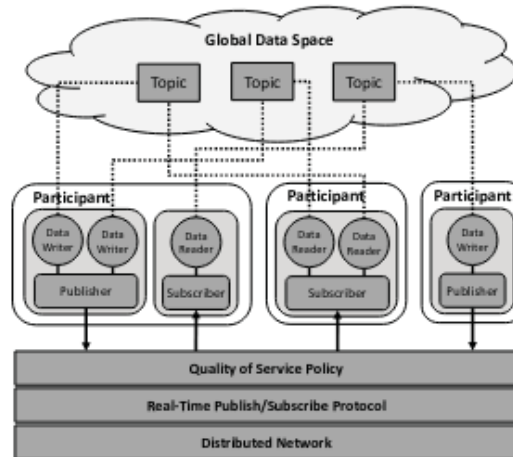 Global Data Space
Topic
Topic
Topic
Participant
Participant
Participant
Data
Writer
Data
Writer
Data
Reader
Data
Reader
Data
Reader
Data
Writer
Publisher
Subscriber
Subscriber
Publisher
Quality of Service Policy
Real-Time Publish/Subscribe Protocol
Distributed Network